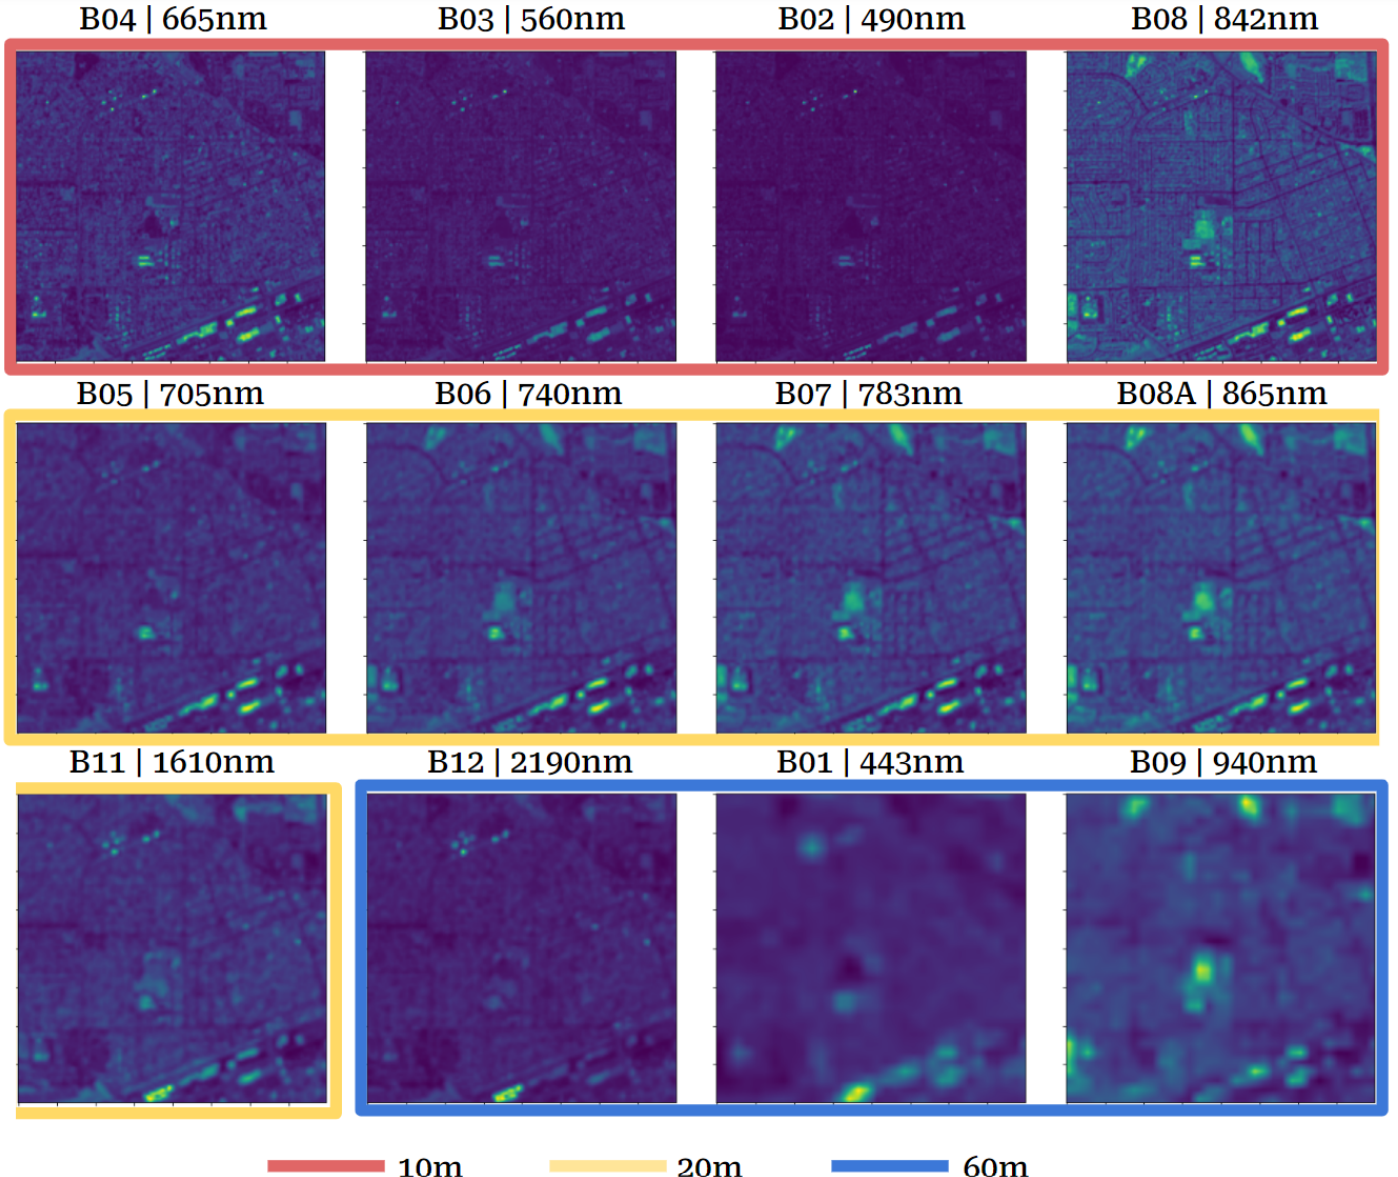 B04 | 665nm B03 | 560nm B02 | 490nm B08 | 842nm
B05 | 705nm B06 | 740nm B07 | 783nm B08A | 865nm
B11 | 1610nm B12 | 2190nm B01 | 443nm B09 | 940nm
10m 20m 60m